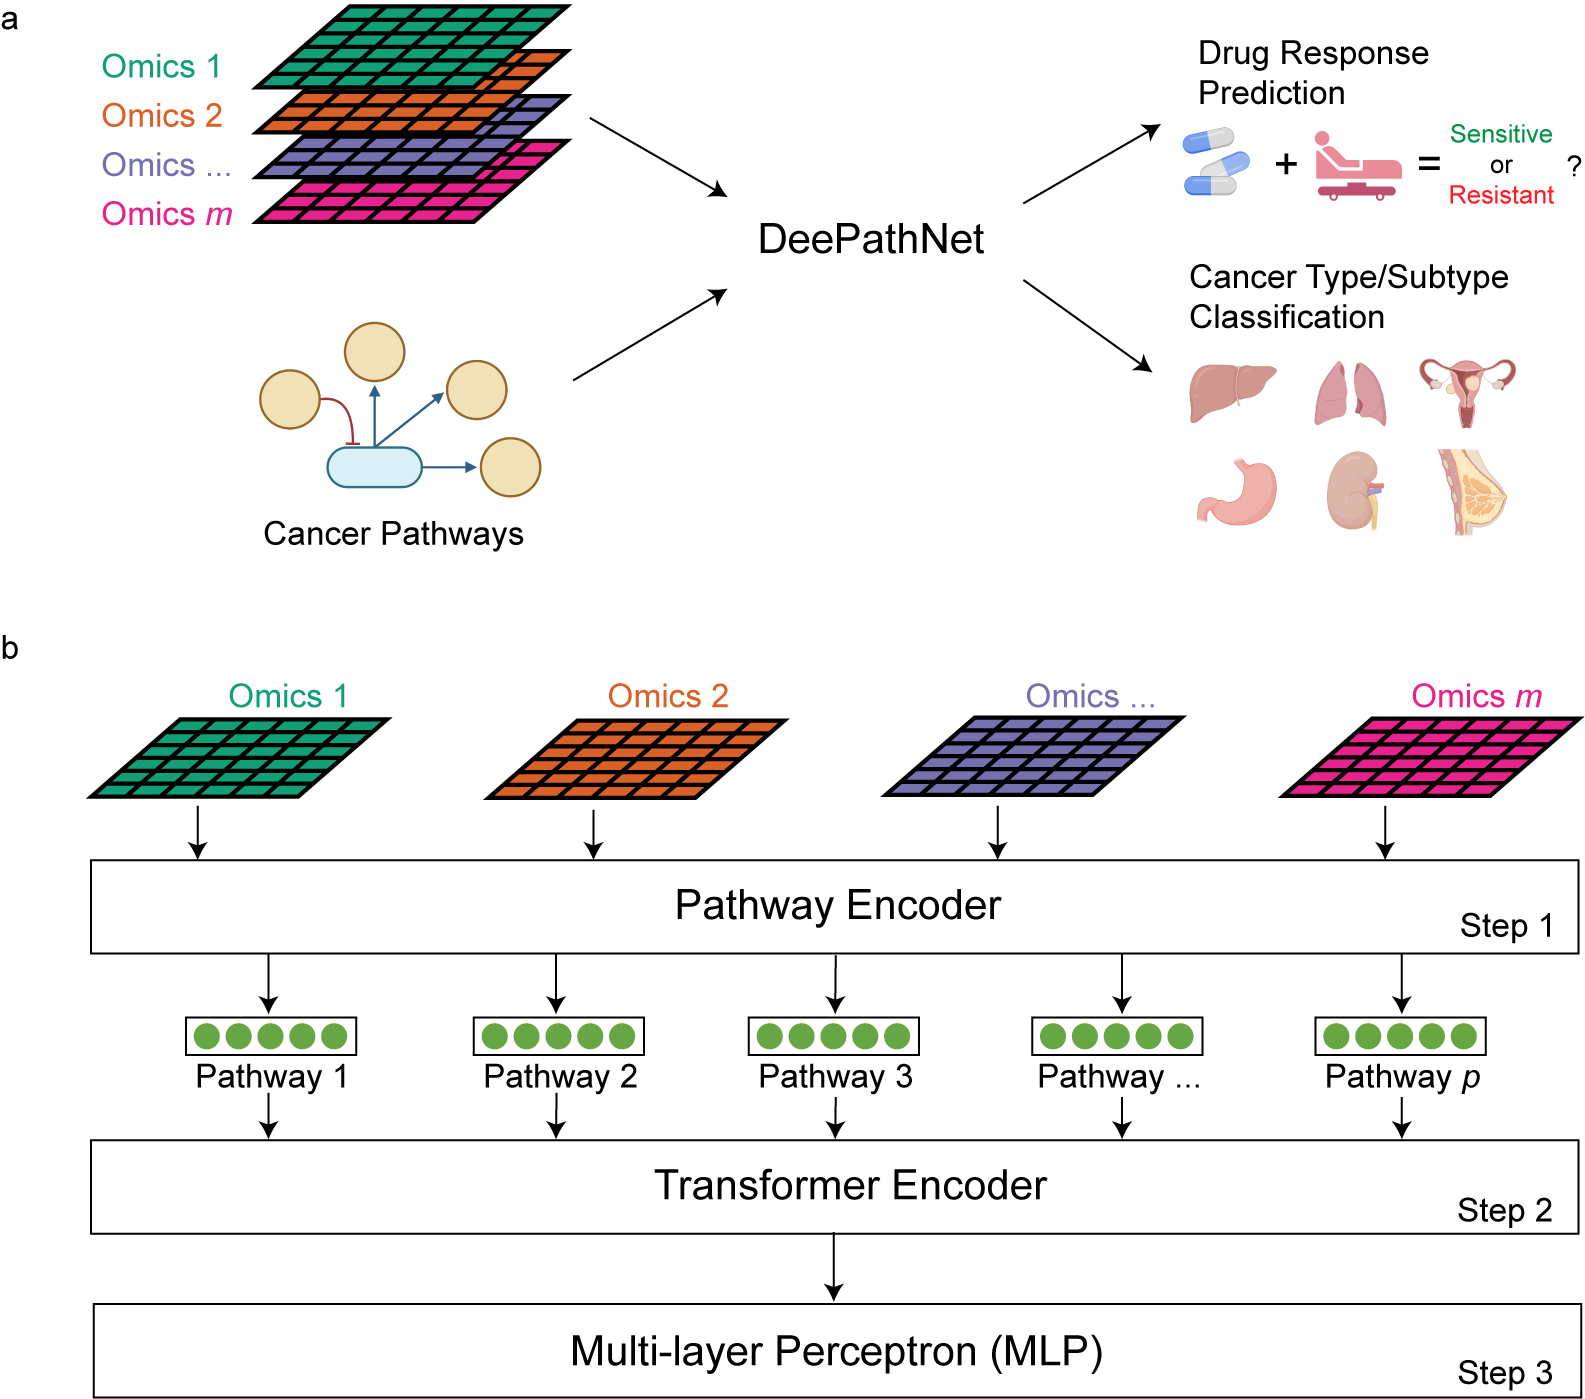 a
Omics 1
Omics 2
Omics ...
Omics m
Cancer Pathways
DeePathNet
Drug Response
Prediction
+
=
Sensitive
or
Resistant
?
Cancer Type/Subtype
Classification
b
Omics 1
Omics 2
Omics ...
Omics m
Pathway Encoder
Step 1
Pathway 1
Pathway 2
Pathway 3
Pathway ...
Pathway p
Transformer Encoder
Step 2
Multi-layer Perceptron (MLP)
Step 3